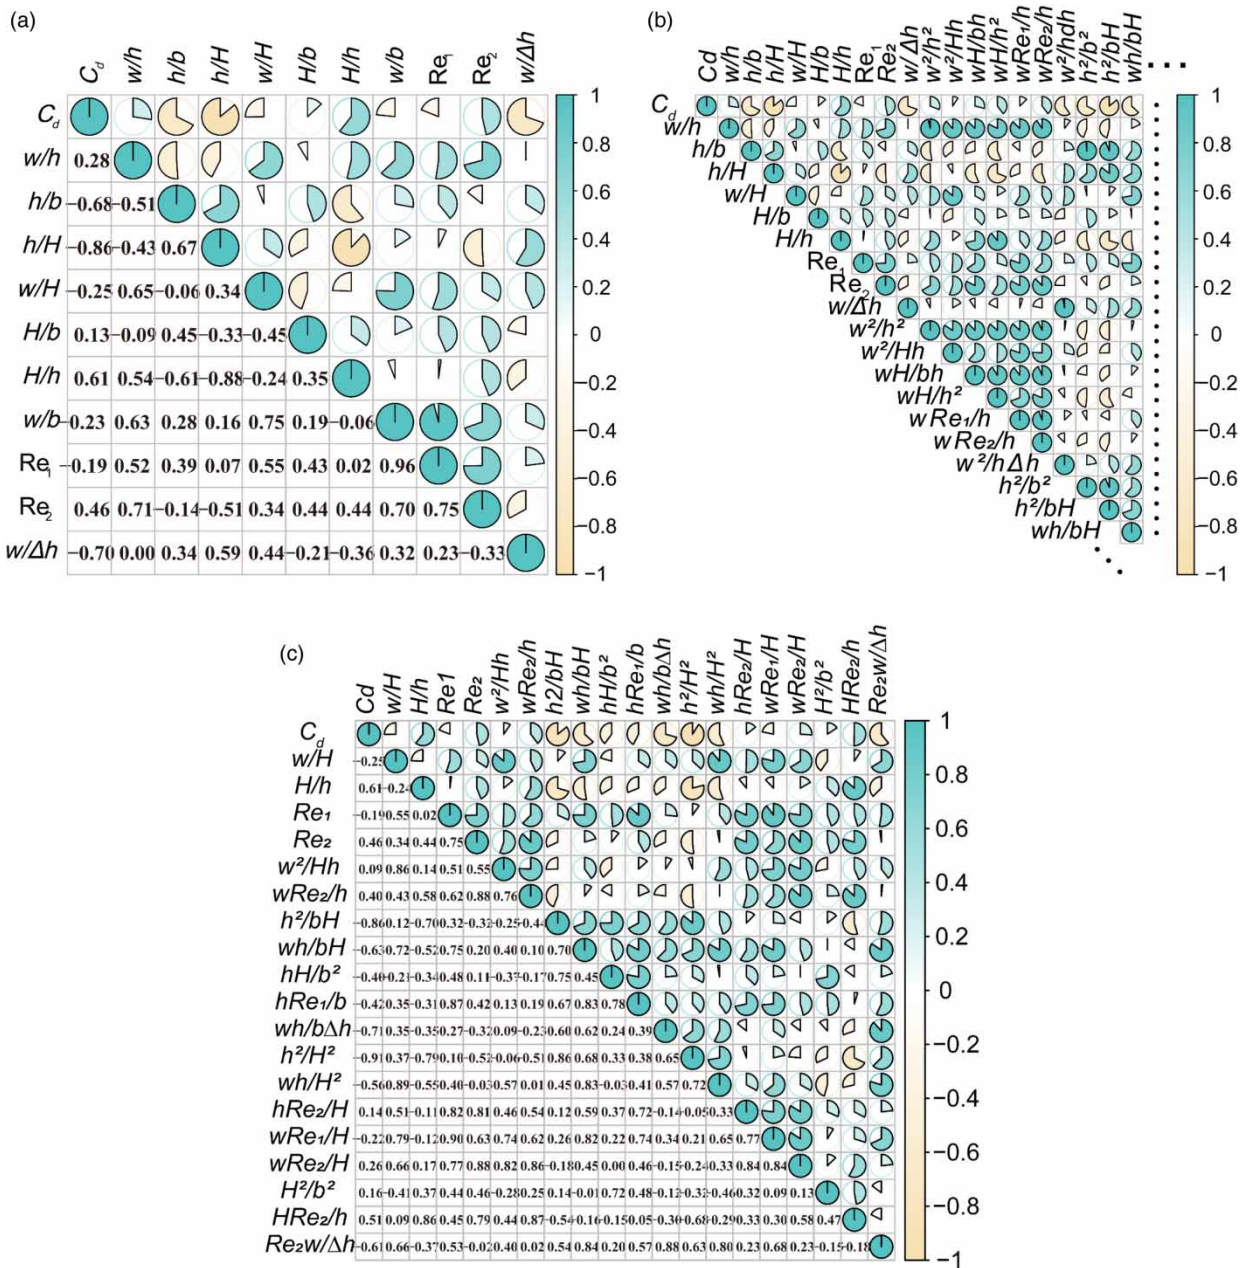 (a)
C_d w/h h/b h/H w/H H/b H/h w/b Re₁ Re₂ w/Δh
C_d
w/h 0.28
h/b -0.68 -0.51
h/H -0.86 -0.43 0.67
w/H -0.25 0.65 -0.06 0.34
H/b 0.13 -0.09 0.45 -0.33 -0.45
H/h 0.61 0.54 -0.61 -0.88 -0.24 0.35
w/b -0.23 0.63 0.28 0.16 0.75 0.19 -0.06
Re₁ -0.19 0.52 0.39 0.07 0.55 0.43 0.02 0.96
Re₂ 0.46 0.71 -0.14 -0.51 0.34 0.44 0.44 0.70 0.75
w/Δh -0.70 0.00 0.34 0.59 0.44 -0.21 -0.36 0.32 0.23 -0.33
1
0.8
0.6
0.4
0.2
0
-0.2
-0.4
-0.6
-0.8
-1
(b)
Cd w/h h/b h/H w/H H/b H/h Re₁ Re₂ w/Δh w²/h² w²/Hh wH/bh wH/h² wRe₁/h wRe₂/h w²/hdh h²/b² h²/bH wh/bH ...
C_d
w/h
h/b
h/H
w/H
H/b
H/h
Re₁
Re₂
w/Δh
w²/h²
w²/Hh
wH/bh
wH/h²
wRe₁/h
wRe₂/h
w²/hΔh
h²/b²
h²/bH
wh/bH
1
0.8
0.6
0.4
0.2
0
-0.2
-0.4
-0.6
-0.8
-1
(c)
Cd w/H H/h Re1 Re₂ w²/Hh wRe₂/h h2/bH wh/bH hH/b² hRe₁/b wh/bΔh h²/H² wh/H² hRe₂/H wRe₁/H wRe₂/H H²/b² HRe₂/h Re₂w/Δh
C_d
w/H -0.25
H/h 0.61 -0.24
Re₁ -0.19 0.55 0.02
Re₂ 0.46 0.34 0.44 0.75
w²/Hh 0.09 0.86 0.14 0.51 0.55
wRe₂/h 0.40 0.43 0.58 0.62 0.88 0.76
h²/bH -0.86 0.12 -0.70 0.32 -0.32 -0.25 -0.44
wh/bH -0.63 0.72 -0.52 0.75 0.20 0.40 0.10 0.70
hH/b² -0.40 -0.21 -0.34 0.48 0.11 -0.37 -0.17 0.75 0.45
hRe₁/b -0.42 0.35 -0.31 0.87 0.42 0.13 0.19 0.67 0.83 0.78
wh/bΔh -0.71 0.35 -0.35 0.27 -0.32 0.09 -0.23 0.60 0.62 0.24 0.39
h²/H² -0.91 0.37 -0.79 0.10 -0.52 -0.06 -0.51 0.86 0.68 0.33 0.38 0.65
wh/H² -0.56 0.89 -0.55 0.40 -0.03 0.57 0.01 0.45 0.83 -0.03 0.41 0.57 0.72
hRe₂/H 0.14 0.51 -0.11 0.82 0.81 0.46 0.54 0.12 0.59 0.37 0.72 -0.14 -0.05 0.33
wRe₁/H -0.22 0.79 -0.12 0.90 0.63 0.74 0.62 0.26 0.82 0.22 0.74 0.34 0.21 0.65 0.77
wRe₂/H 0.26 0.66 0.17 0.77 0.88 0.82 0.86 -0.18 0.45 0.00 0.46 -0.15 -0.24 0.33 0.84 0.84
H²/b² 0.16 -0.41 0.37 0.44 0.46 -0.28 0.25 0.14 -0.01 0.72 0.48 -0.12 -0.32 -0.46 0.32 0.09 0.13
HRe₂/h 0.51 0.09 0.86 0.45 0.79 0.44 0.87 -0.54 -0.16 -0.15 0.05 -0.30 -0.68 -0.29 0.33 0.30 0.58 0.47
Re₂w/Δh -0.61 0.66 -0.37 0.53 -0.02 0.40 0.02 0.54 0.84 0.20 0.57 0.88 0.63 0.80 0.23 0.68 0.23 -0.15 -0.18
1
0.8
0.6
0.4
0.2
0
-0.2
-0.4
-0.6
-0.8
-1